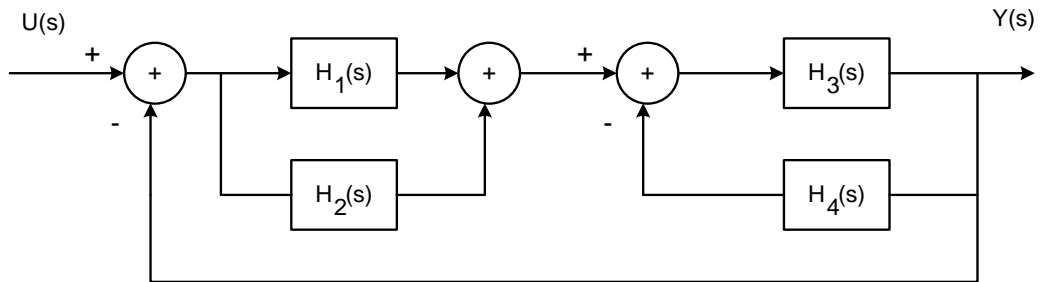 U(s)
Y(s)
+
+
H1(s)
+
+
+
H3(s)
-
-
H2(s)
H4(s)